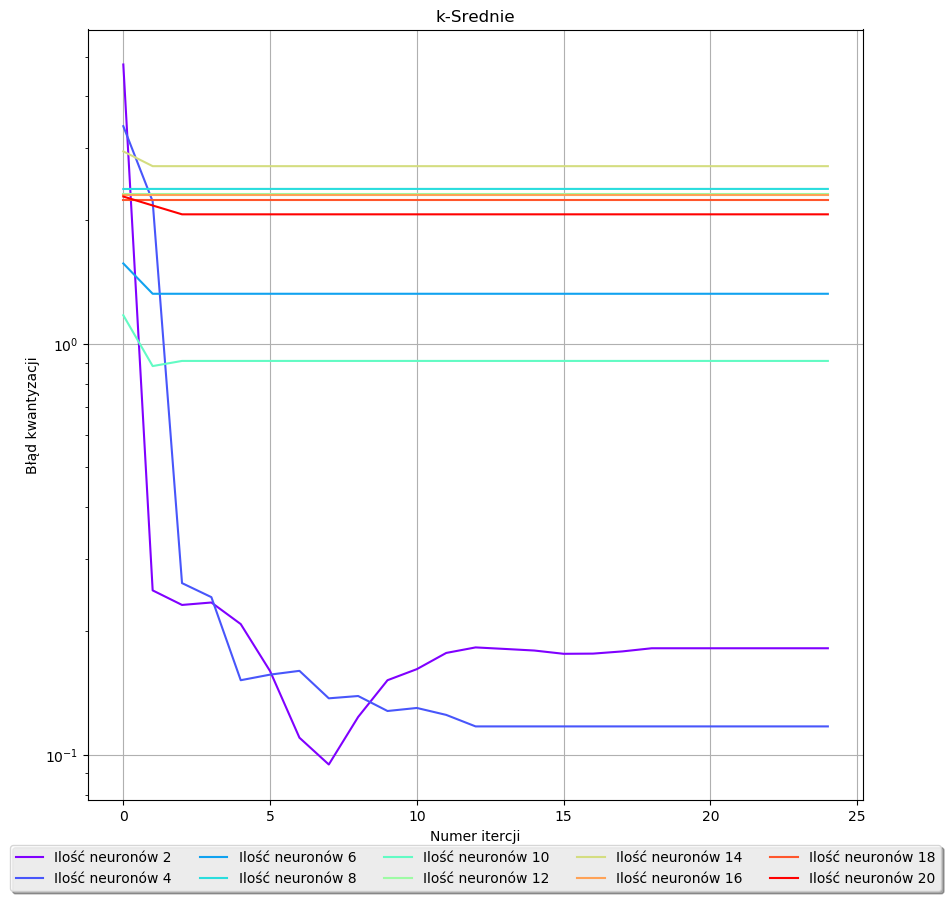 k-Srednie
Błąd kwantyzacji
10⁰
10⁻¹
0 5 10 15 20 25
Numer itercji
Ilość neuronów 2 Ilość neuronów 6 Ilość neuronów 10 Ilość neuronów 14 Ilość neuronów 18
Ilość neuronów 4 Ilość neuronów 8 Ilość neuronów 12 Ilość neuronów 16 Ilość neuronów 20